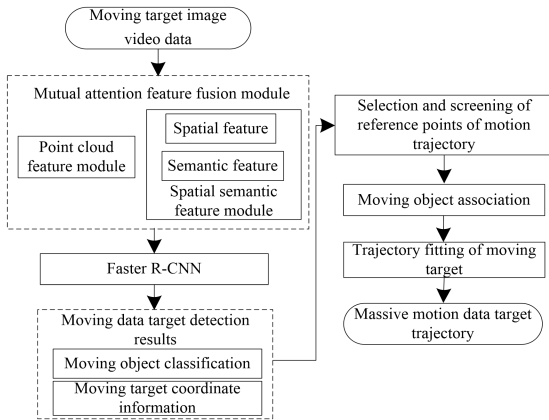 Moving target image
video data
Mutual attention feature fusion module
Point cloud
feature module
Spatial feature
Semantic feature
Spatial semantic
feature module
Faster R-CNN
Moving data target detection
results
Moving object classification
Moving target coordinate
information
Selection and screening of
reference points of motion
trajectory
Moving object association
Trajectory fitting of moving
target
Massive motion data target
trajectory